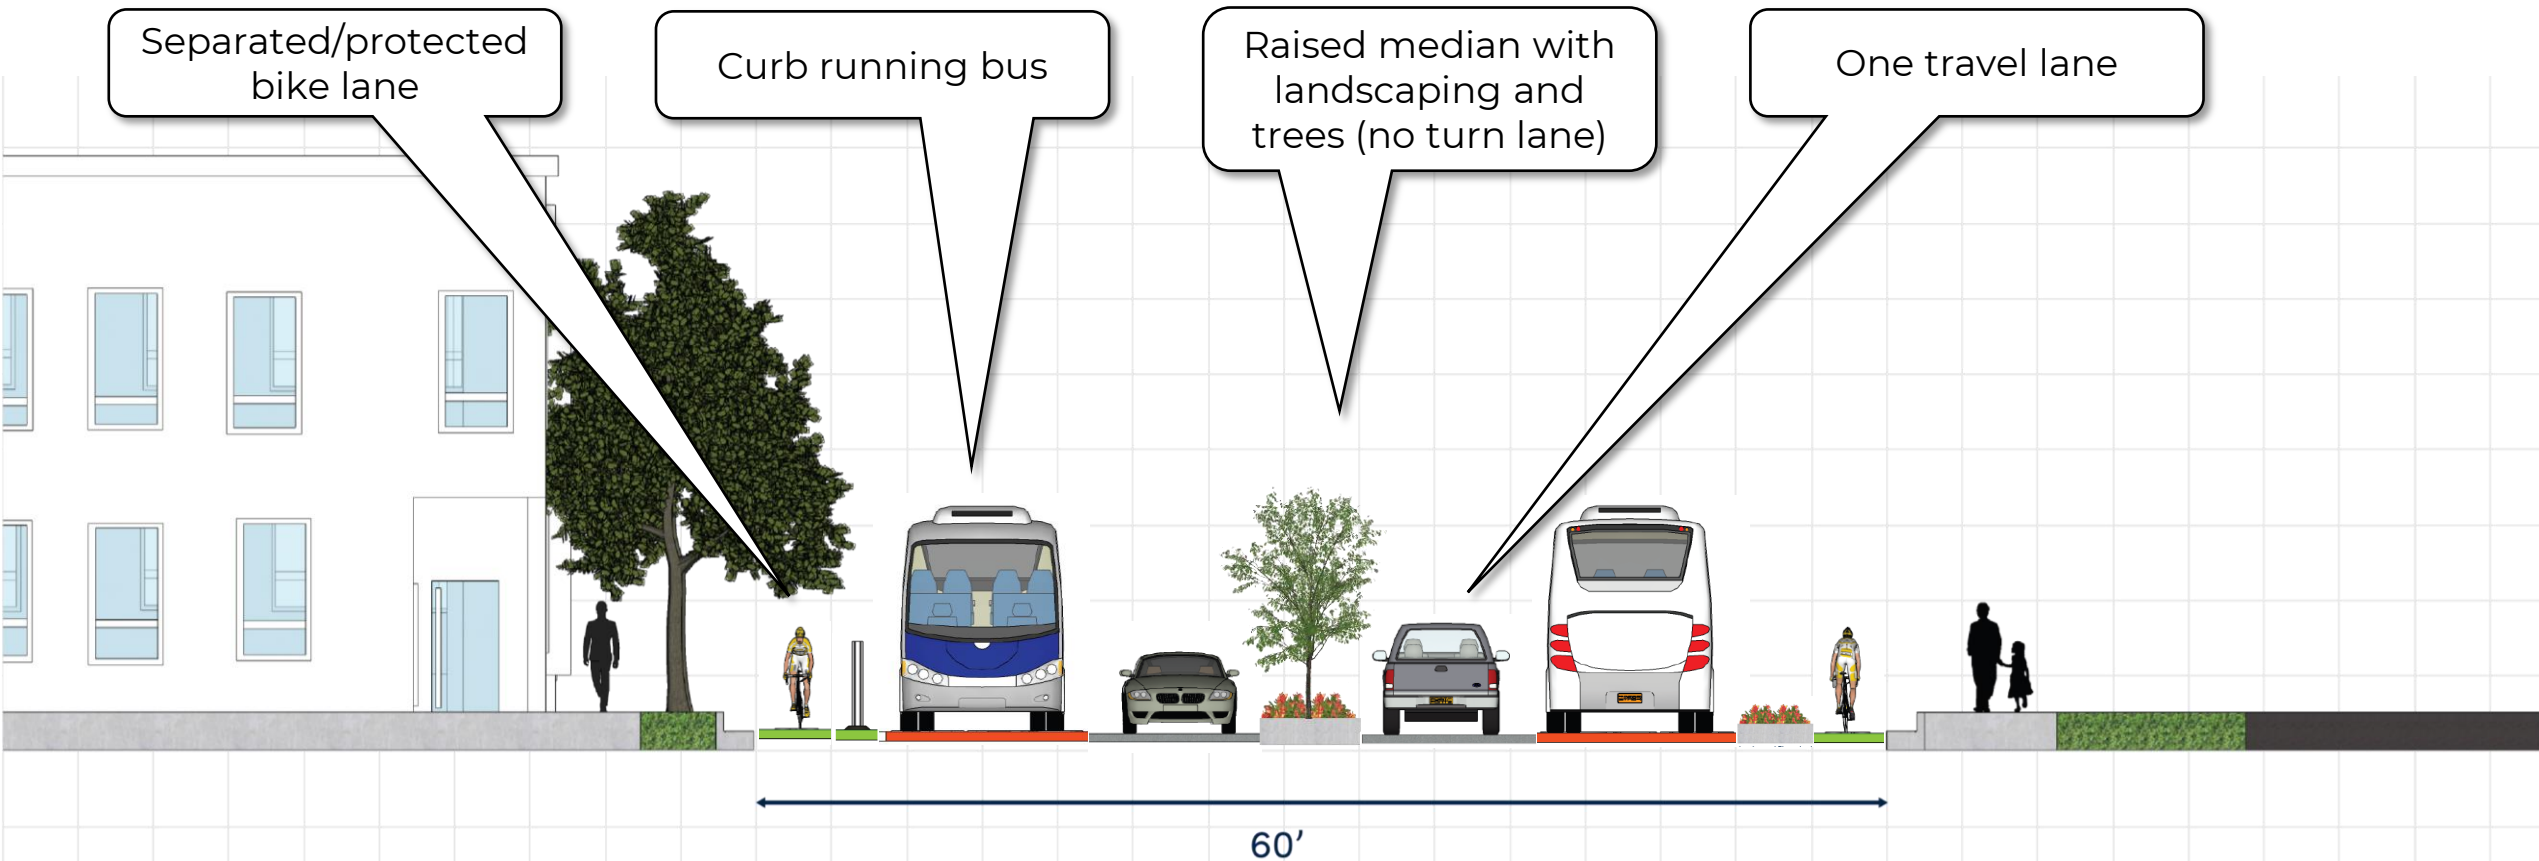 Separated/protected
bike lane
Curb running bus
Raised median with
landscaping and
trees (no turn lane)
One travel lane
60’